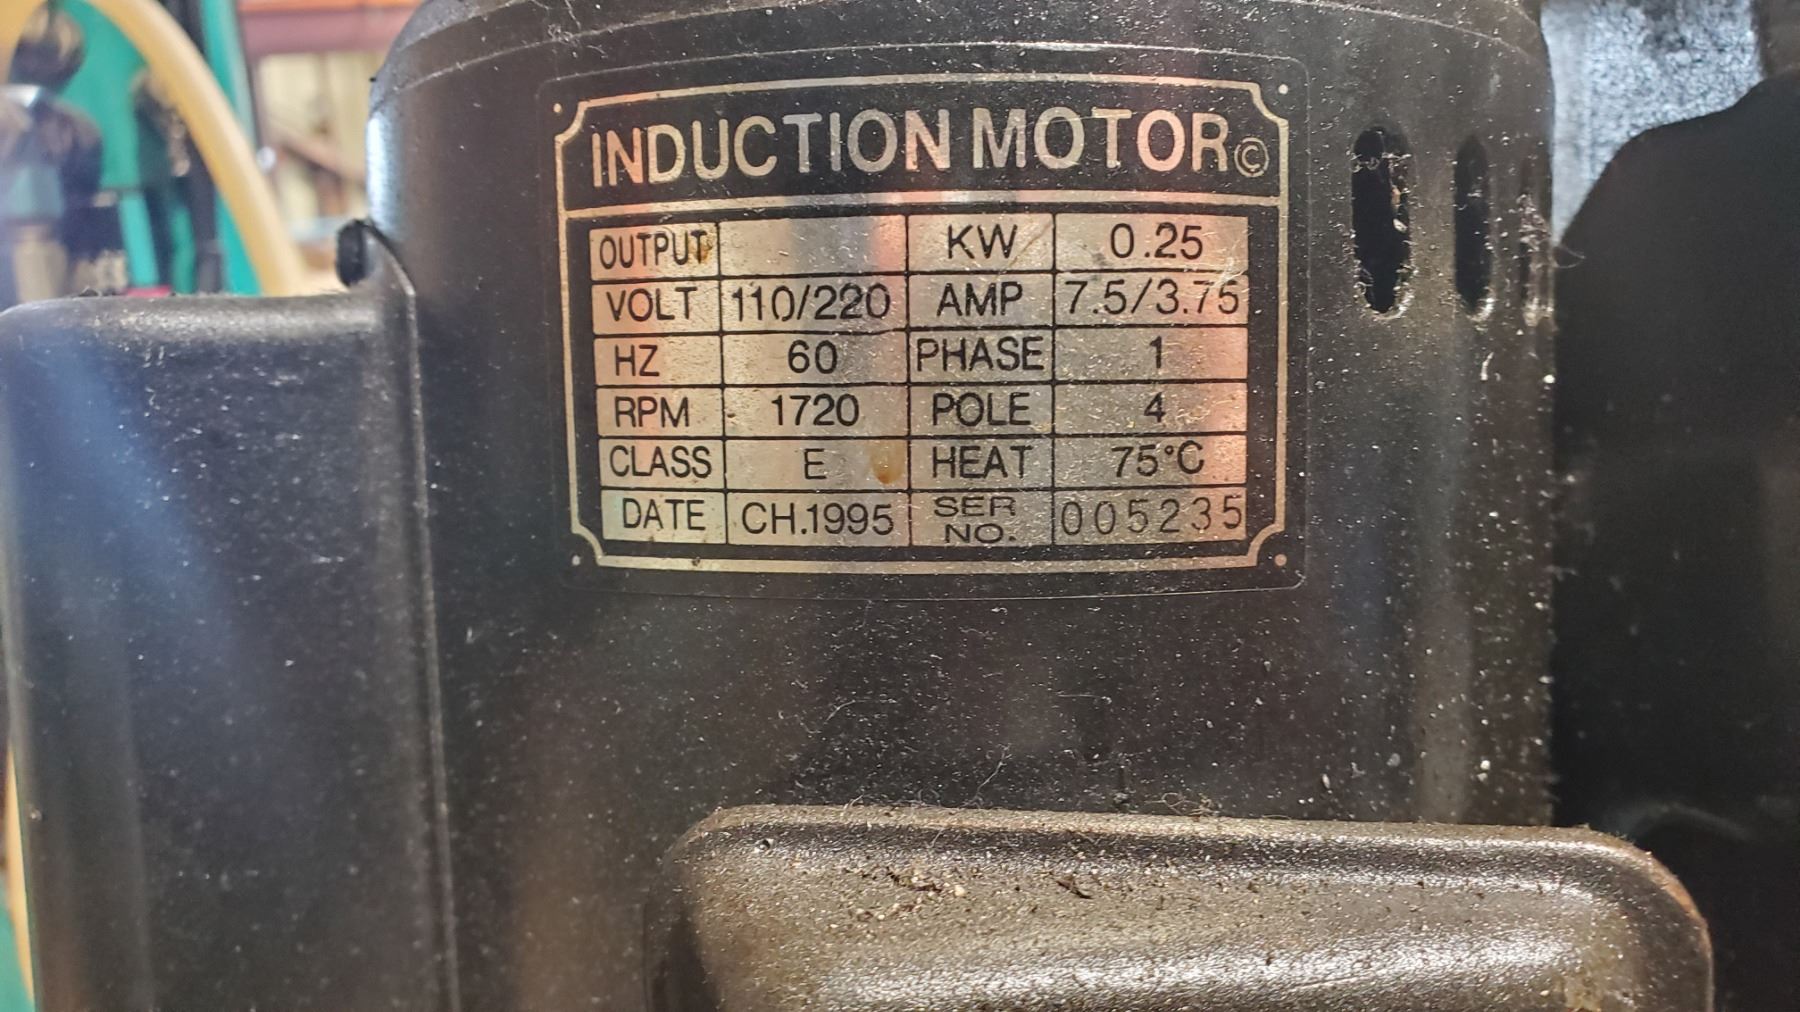 INDUCTION MOTOR©
OUTPUT KW 0.25
VOLT 110/220 AMP 7.5/3.75
HZ 60 PHASE 1
RPM 1720 POLE 4
CLASS E HEAT 75°C
DATE CH.1995 SER NO. 005235